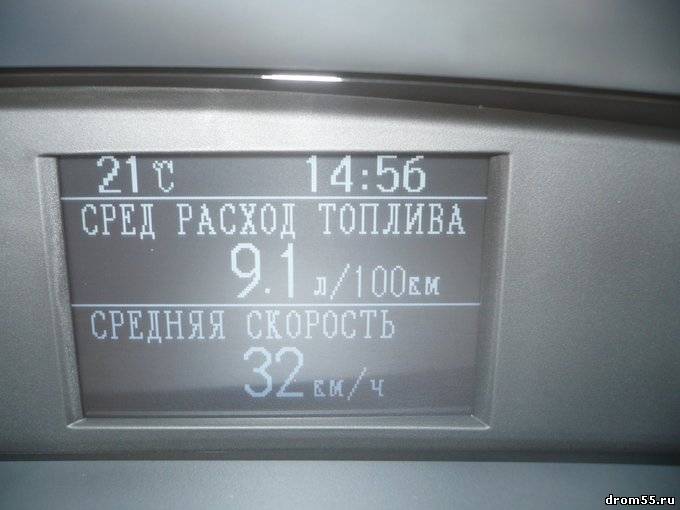 21 °C 14:56
СРЕД РАСХОД ТОПЛИВА
9.1 л/100км
СРЕДНЯЯ СКОРОСТЬ
32 км/ч
drom55.ru